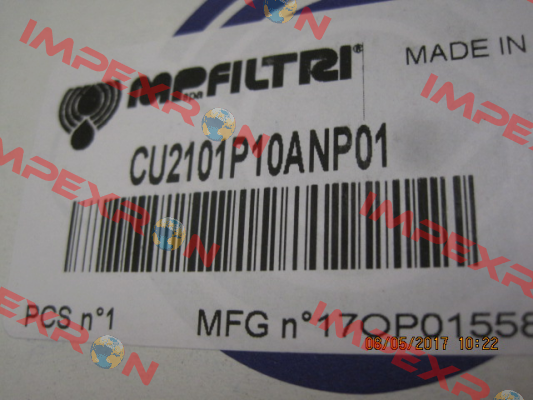 MPFILTRI®
MADE IN
CU2101P10ANP01
PCS n°1
MFG n°17OP01558
06/05/2017 10:22
IMPEXRON